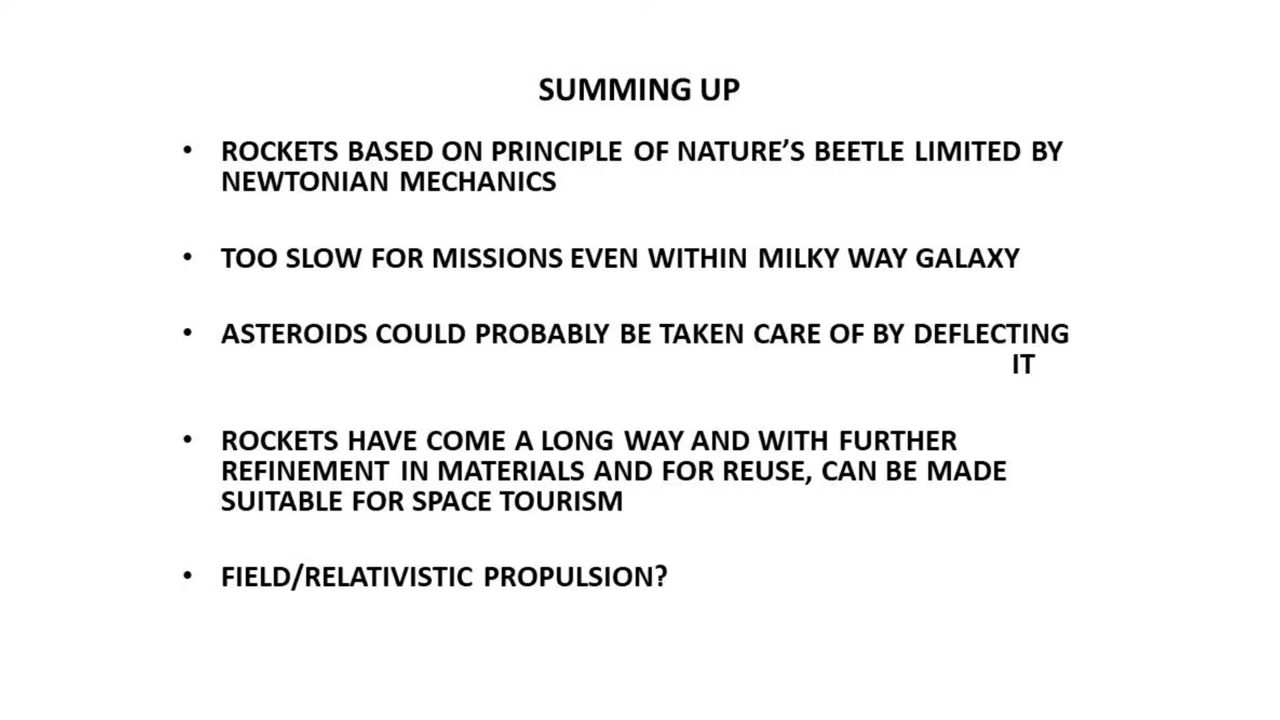 SUMMING UP
• ROCKETS BASED ON PRINCIPLE OF NATURE'S BEETLE LIMITED BY
NEWTONIAN MECHANICS
• TOO SLOW FOR MISSIONS EVEN WITHIN MILKY WAY GALAXY
• ASTEROIDS COULD PROBABLY BE TAKEN CARE OF BY DEFLECTING
IT
• ROCKETS HAVE COME A LONG WAY AND WITH FURTHER
REFINEMENT IN MATERIALS AND FOR REUSE, CAN BE MADE
SUITABLE FOR SPACE TOURISM
• FIELD/RELATIVISTIC PROPULSION?